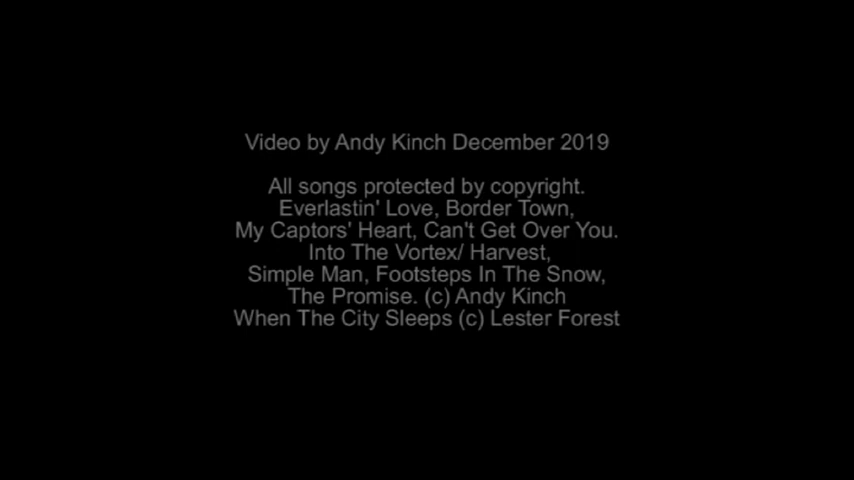 Video by Andy Kinch December 2019
All songs protected by copyright.
Everlastin' Love, Border Town,
My Captors' Heart, Can't Get Over You.
Into The Vortex/ Harvest,
Simple Man, Footsteps In The Snow,
The Promise. (c) Andy Kinch
When The City Sleeps (c) Lester Forest